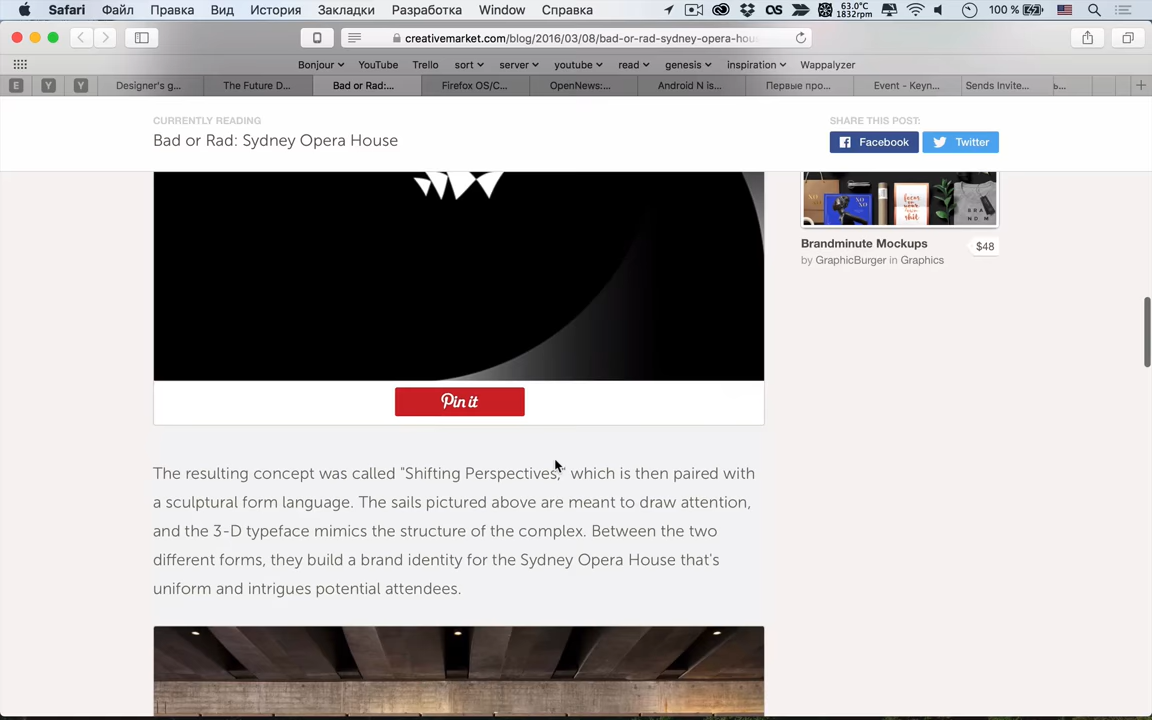 Safari Файл Правка Вид История Закладки Разработка Window Справка 63.0°C 1832rpm 100 %
creativemarket.com/blog/2016/03/08/bad-or-rad-sydney-opera-hou
Bonjour YouTube Trello sort server youtube read genesis inspiration Wappalyzer
E Y Y Designer's g... The Future D... Bad or Rad:... Firefox OS/C... OpenNews:... Android N is... Первые про... Event - Keyn... Sends Invite...
CURRENTLY READING
Bad or Rad: Sydney Opera House
SHARE THIS POST:
Facebook Twitter
Brandminute Mockups $48
by GraphicBurger in Graphics
Pin it
The resulting concept was called "Shifting Perspectives," which is then paired with
a sculptural form language. The sails pictured above are meant to draw attention,
and the 3-D typeface mimics the structure of the complex. Between the two
different forms, they build a brand identity for the Sydney Opera House that's
uniform and intrigues potential attendees.